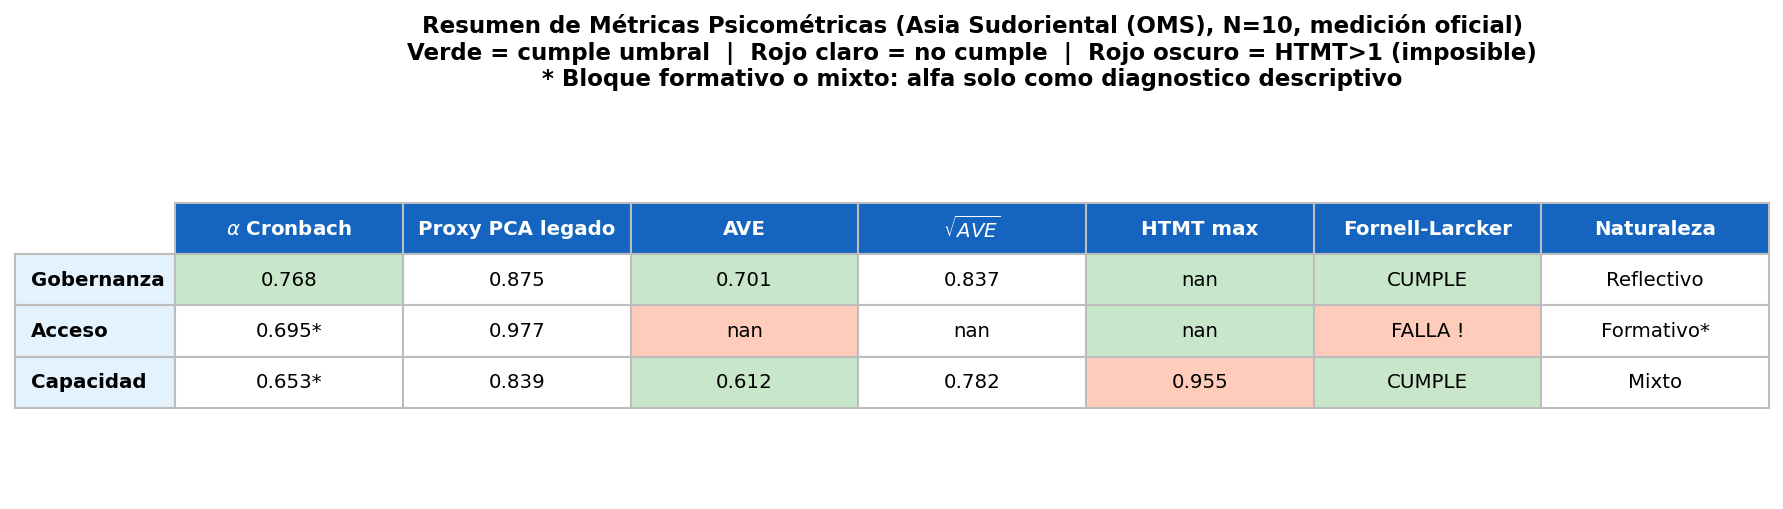 Resumen de Métricas Psicométricas (Asia Sudoriental (OMS), N=10, medición oficial)
Verde = cumple umbral | Rojo claro = no cumple | Rojo oscuro = HTMT>1 (imposible)
* Bloque formativo o mixto: alfa solo como diagnostico descriptivo
α Cronbach Proxy PCA legado AVE √AVE HTMT max Fornell-Larcker Naturaleza
Gobernanza 0.768 0.875 0.701 0.837 nan CUMPLE Reflectivo
Acceso 0.695* 0.977 nan nan nan FALLA ! Formativo*
Capacidad 0.653* 0.839 0.612 0.782 0.955 CUMPLE Mixto